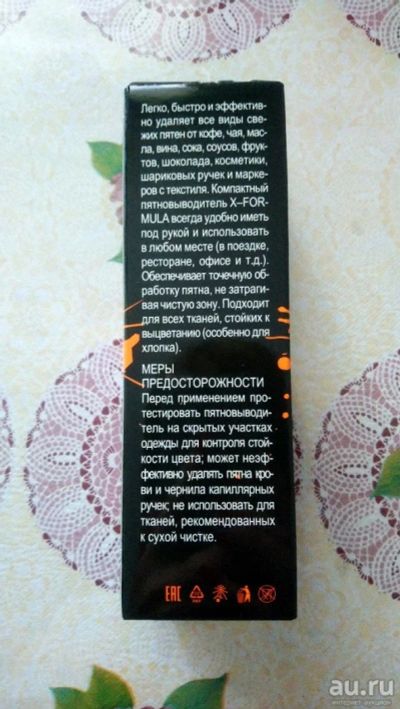 Легко, быстро и эффектив-
но удаляет все виды све-
жих пятен от кофе, чая, мас-
ла, вина, сока, соусов, фрук-
тов, шоколада, косметики,
шариковых ручек и марке-
ров с текстиля. Компактный
пятновыводитель X–FOR-
MULA всегда удобно иметь
под рукой и использовать
в любом месте (в поездке,
ресторане, офисе и т.д.).
Обеспечивает точечную об-
работку пятна, не затраги-
вая чистую зону. Подходит
для всех тканей, стойких к
выцветанию (особенно для
хлопка).
МЕРЫ
ПРЕДОСТОРОЖНОСТИ
Перед применением про-
тестировать пятновыводи-
тель на скрытых участках
одежды для контроля стой-
кости цвета; может неэф-
фективно удалять пятна кро-
ви и чернила капиллярных
ручек; не использовать для
тканей, рекомендованных
к сухой чистке.
EAC
au.ru
интернет-аукцион